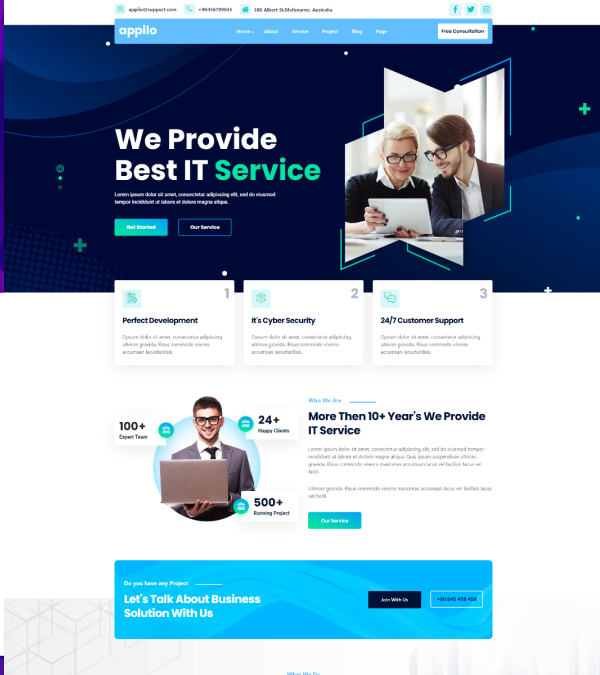 appilo@support.com +98456789845 380 Albert St,Melbourne, Australia
appilo Home About Service Project Blog Page Free Consultaiton
We Provide
Best IT Service
Lorem ipsum dolor sit amet, consectetur adipiscing elit, sed do eiusmod
tempor incididunt ut labore et dolore magna aliqua.
Get Started Our Service
1
Perfect Development
Opsum dolor sit amet, consectetur adipiscing
ultrices gravida. Risus commodo viverra
accumsan lacusfacilisis.
2
It's Cyber Security
Opsum dolor sit amet, consectetur adipiscing
ultrices gravida. Risus commodo viverra
accumsan lacusfacilisis.
3
24/7 Customer Support
Opsum dolor sit amet, consectetur adipiscing
ultrices gravida. Risus commodo viverra
accumsan lacusfacilisis.
100+
Expert Team
24+
Happy Clients
500+
Running Project
Who We Are
More Then 10+ Year's We Provide
IT Service
Lorem ipsum dolor sit amet, consectetur adipiscing elit, sed do eiusmod tempor
incididunt ut labore et dolore magna aliqua. Quis ipsum suspendisse ultrices
gravida. Risus commodo viverra maecenas accumsan lacus vel facilisis lacus vel
facili.
Ultrices gravida. Risus commodo viverra maecenas accumsan lacus vel facilisis lacus
vel facili.
Our Service
Do you have any Project
Let's Talk About Business
Solution With Us
Join With Us +98 845 456 456
What We Do